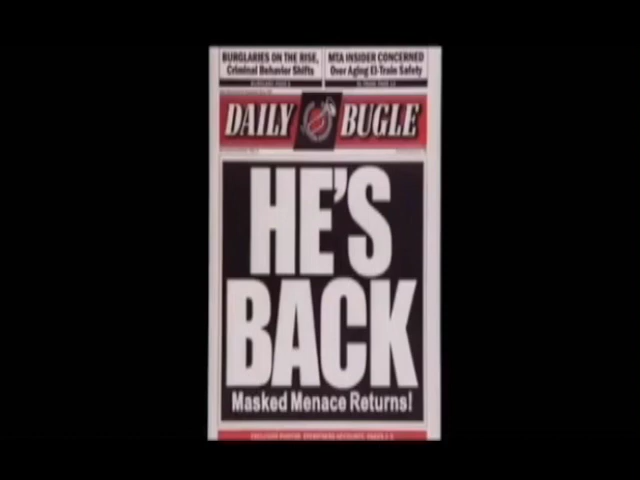 BURGLARIES ON THE RISE,
Criminal Behavior Shifts
MTA INSIDER CONCERNED
Over Aging El-Train Safety
DAILY BUGLE
HE'S
BACK
Masked Menace Returns!